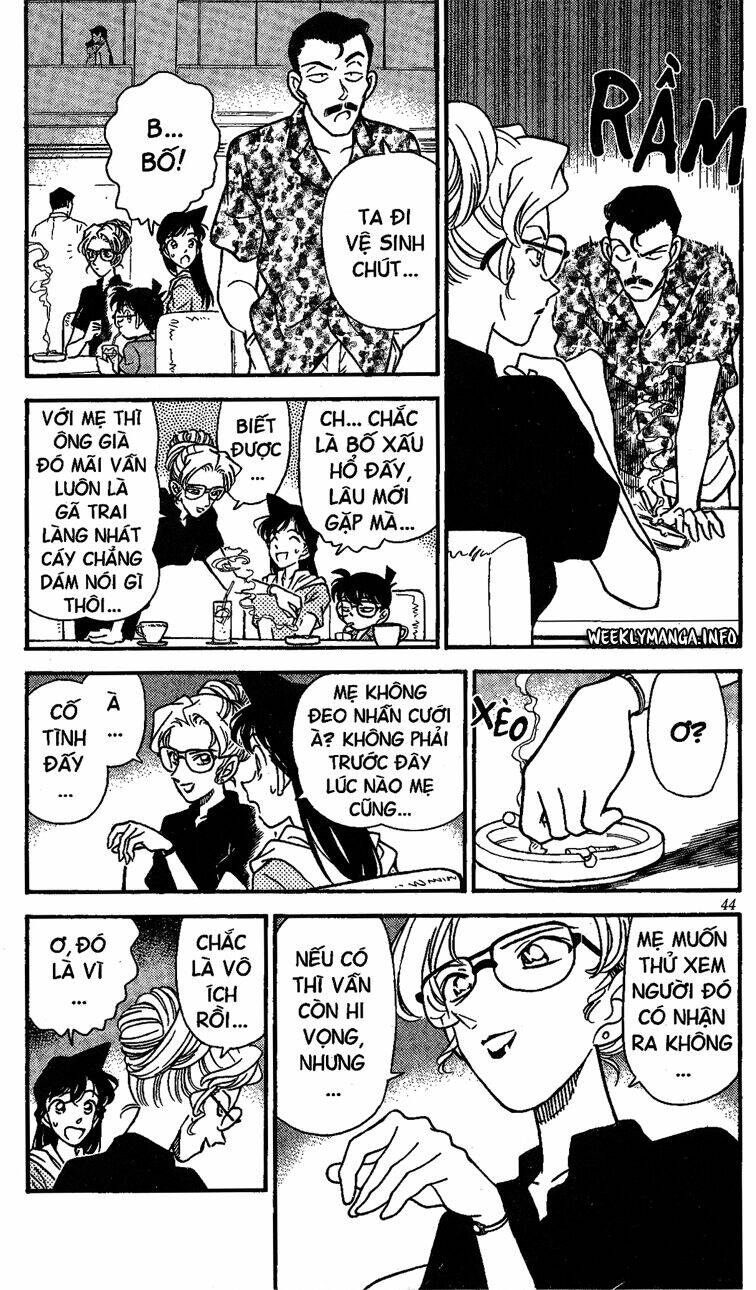 RẦM
WEEKLYMANGA.INFO
TA ĐI
VỆ SINH
CHÚT...
B...
BỐ!
CH... CHẮC
LÀ BỐ XẤU
HỔ ĐẤY,
LÂU MỚI
GẶP MÀ...
BIẾT
ĐƯỢC
...
VỚI MẸ THÌ
ÔNG GIÀ
ĐÓ MÃI VẪN
LUÔN LÀ
GÃ TRAI
LÀNG NHÁT
CÁY CHẲNG
DÁM NÓI GÌ
THÔI...
Ơ?
XÈO
MẸ KHÔNG
ĐEO NHẪN CƯỚI
À? KHÔNG PHẢI
TRƯỚC ĐÂY
LÚC NÀO MẸ
CŨNG...
À
...
CỐ
TÌNH
ĐẤY
...
44
MẸ MUỐN
THỬ XEM
NGƯỜI ĐÓ
CÓ NHẬN
RA KHÔNG
...
NẾU CÓ
THÌ VẪN
CÒN HI
VỌNG,
NHƯNG
...
CHẮC
LÀ VÔ
ÍCH
RỒI...
Ơ, ĐÓ
LÀ VÌ
...